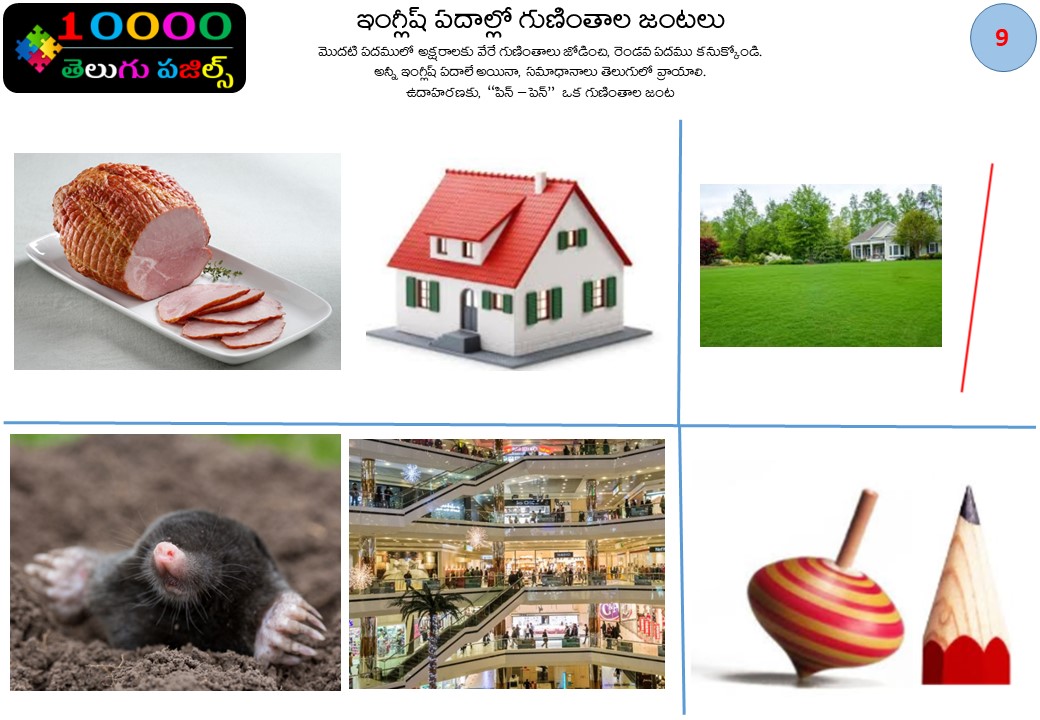 10000
తెలుగు పజిల్స్
ఇంగ్లీష్ పదాల్లో గుణింతాల జంటలు
మొదటి పదములో అక్షరాలకు వేరే గుణింతాలు జోడించి, రెండవ పదము కనుక్కోండి.
అన్నీ ఇంగ్లీష్ పదాలే అయినా, సమాధానాలు తెలుగులో వ్రాయాలి.
ఉదాహరణకు, “పిన్ – పెన్” ఒక గుణింతాల జంట
9